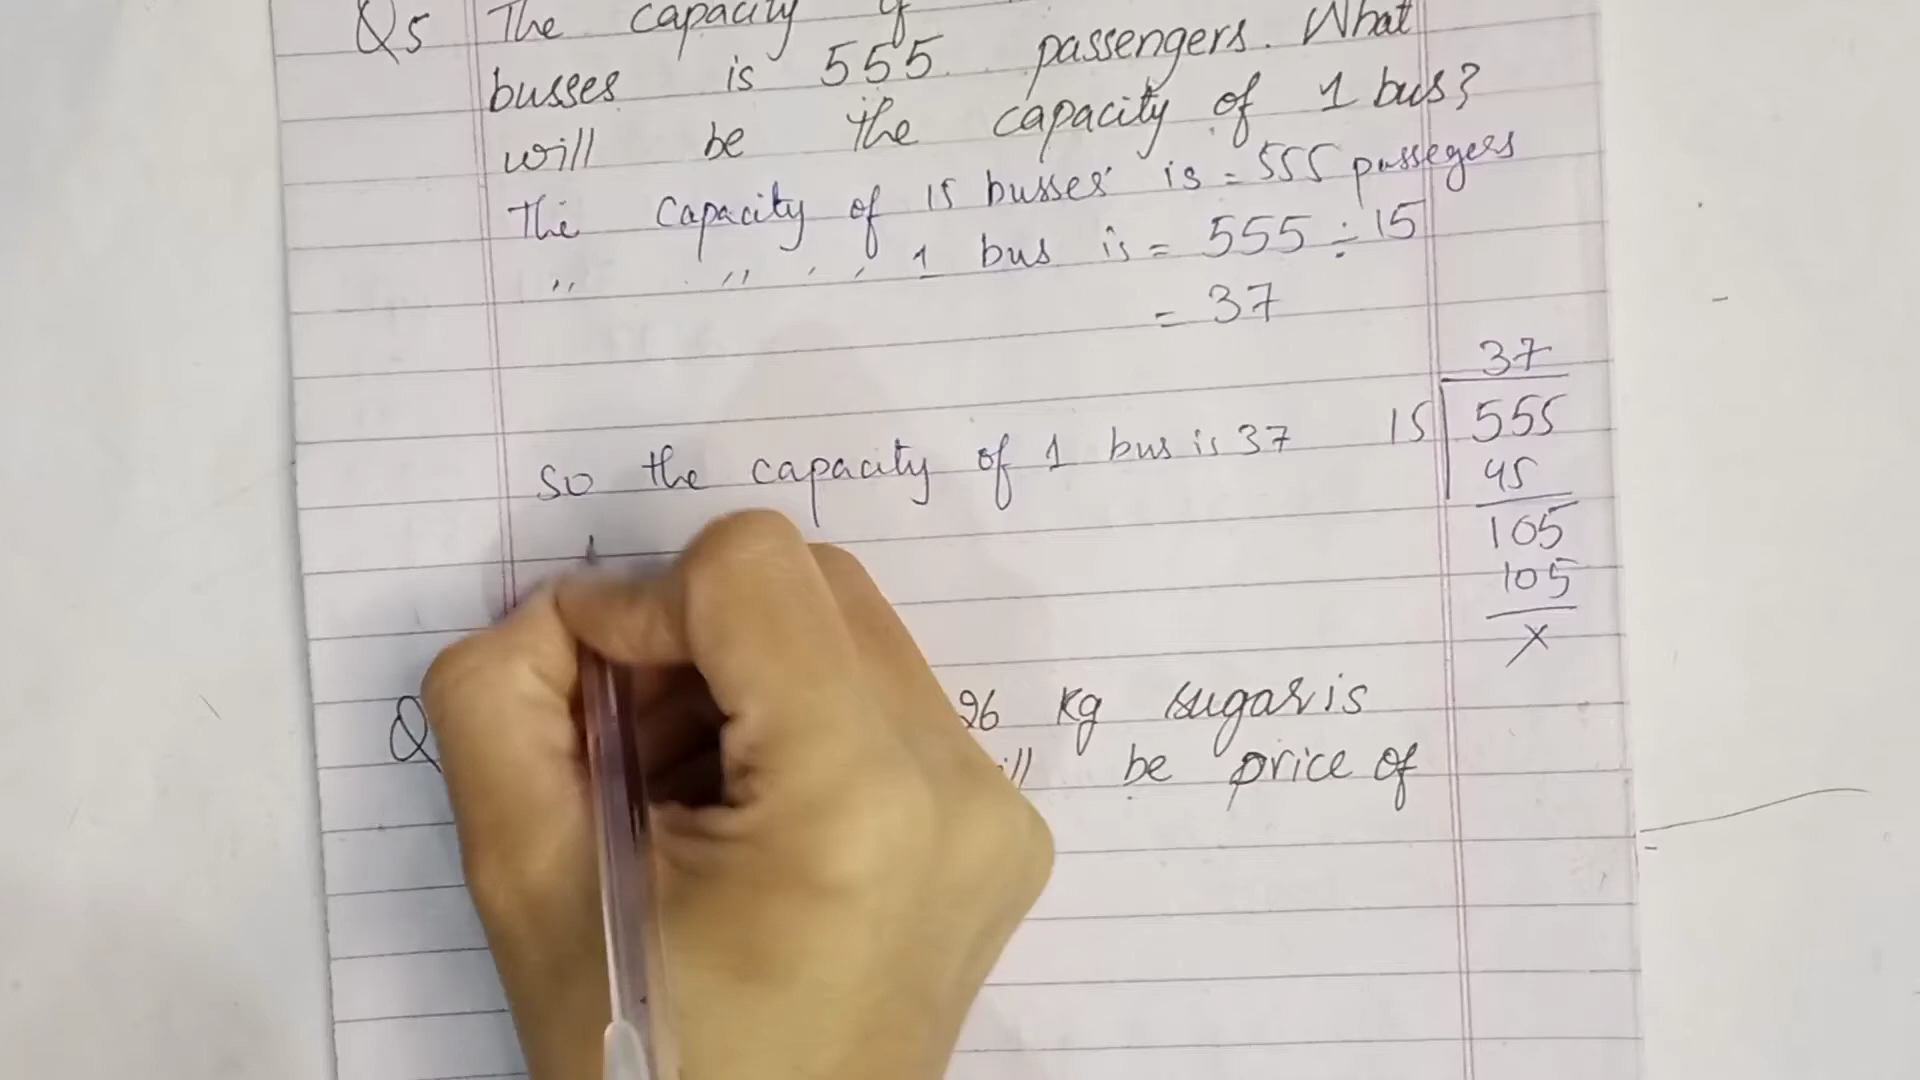 Q5 The capacity of
busses is 555 passengers. What
will be the capacity of 1 bus?
The capacity of 15 busses is = 555 passegers
,, ,, , , 1 bus is = 555 ÷ 15
= 37
37
so the capacity of 1 bus is 37 15 555
45
105
105
x
Q 26 kg sugar is
be price of